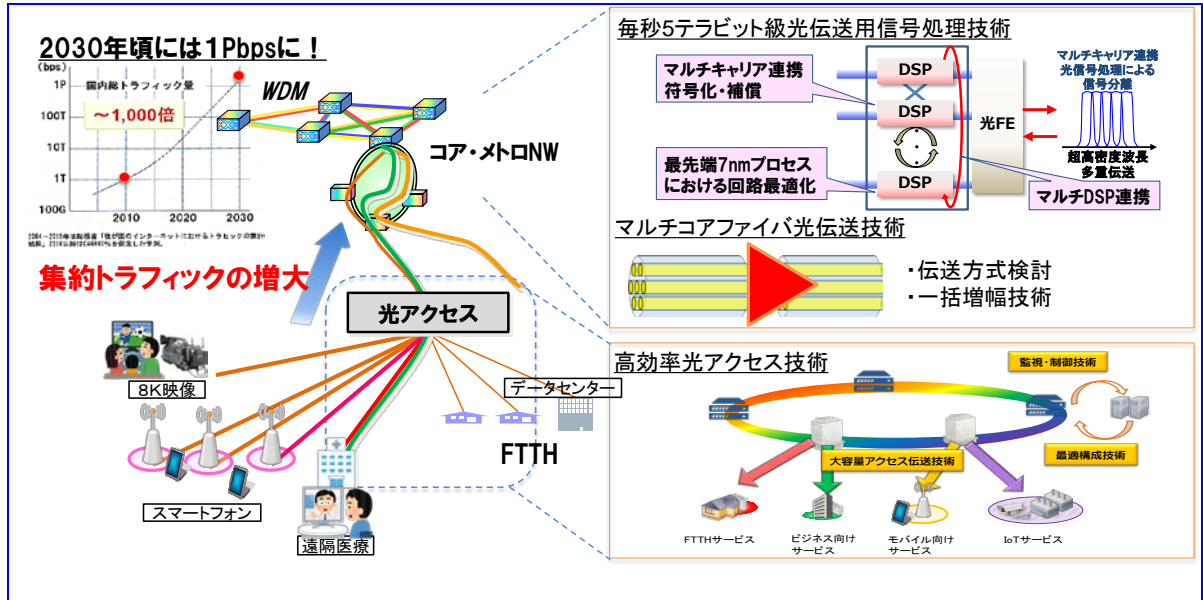 2030年頃には1Pbpsに!
(bps)
1P
100T
10T
1T
100G
国内総トラフィック量
~1,000倍
2010
2020
2030
WDM
コア・メトロNW
集約トラフィックの増大
光アクセス
8K映像
スマートフォン
遠隔医療
データセンター
FTTH
毎秒5テラビット級光伝送用信号処理技術
マルチキャリア連携
符号化・補償
最先端7nmプロセス
における回路最適化
DSP
DSP
DSP
光FE
マルチDSP連携
マルチキャリア連携
光信号処理による
信号分離
超高密度波長
多重伝送
マルチコアファイバ光伝送技術
・伝送方式検討
・一括増幅技術
高効率光アクセス技術
監視・制御技術
最適構成技術
大容量アクセス伝送技術
FTTHサービス
ビジネス向け
サービス
モバイル向け
サービス
IoTサービス